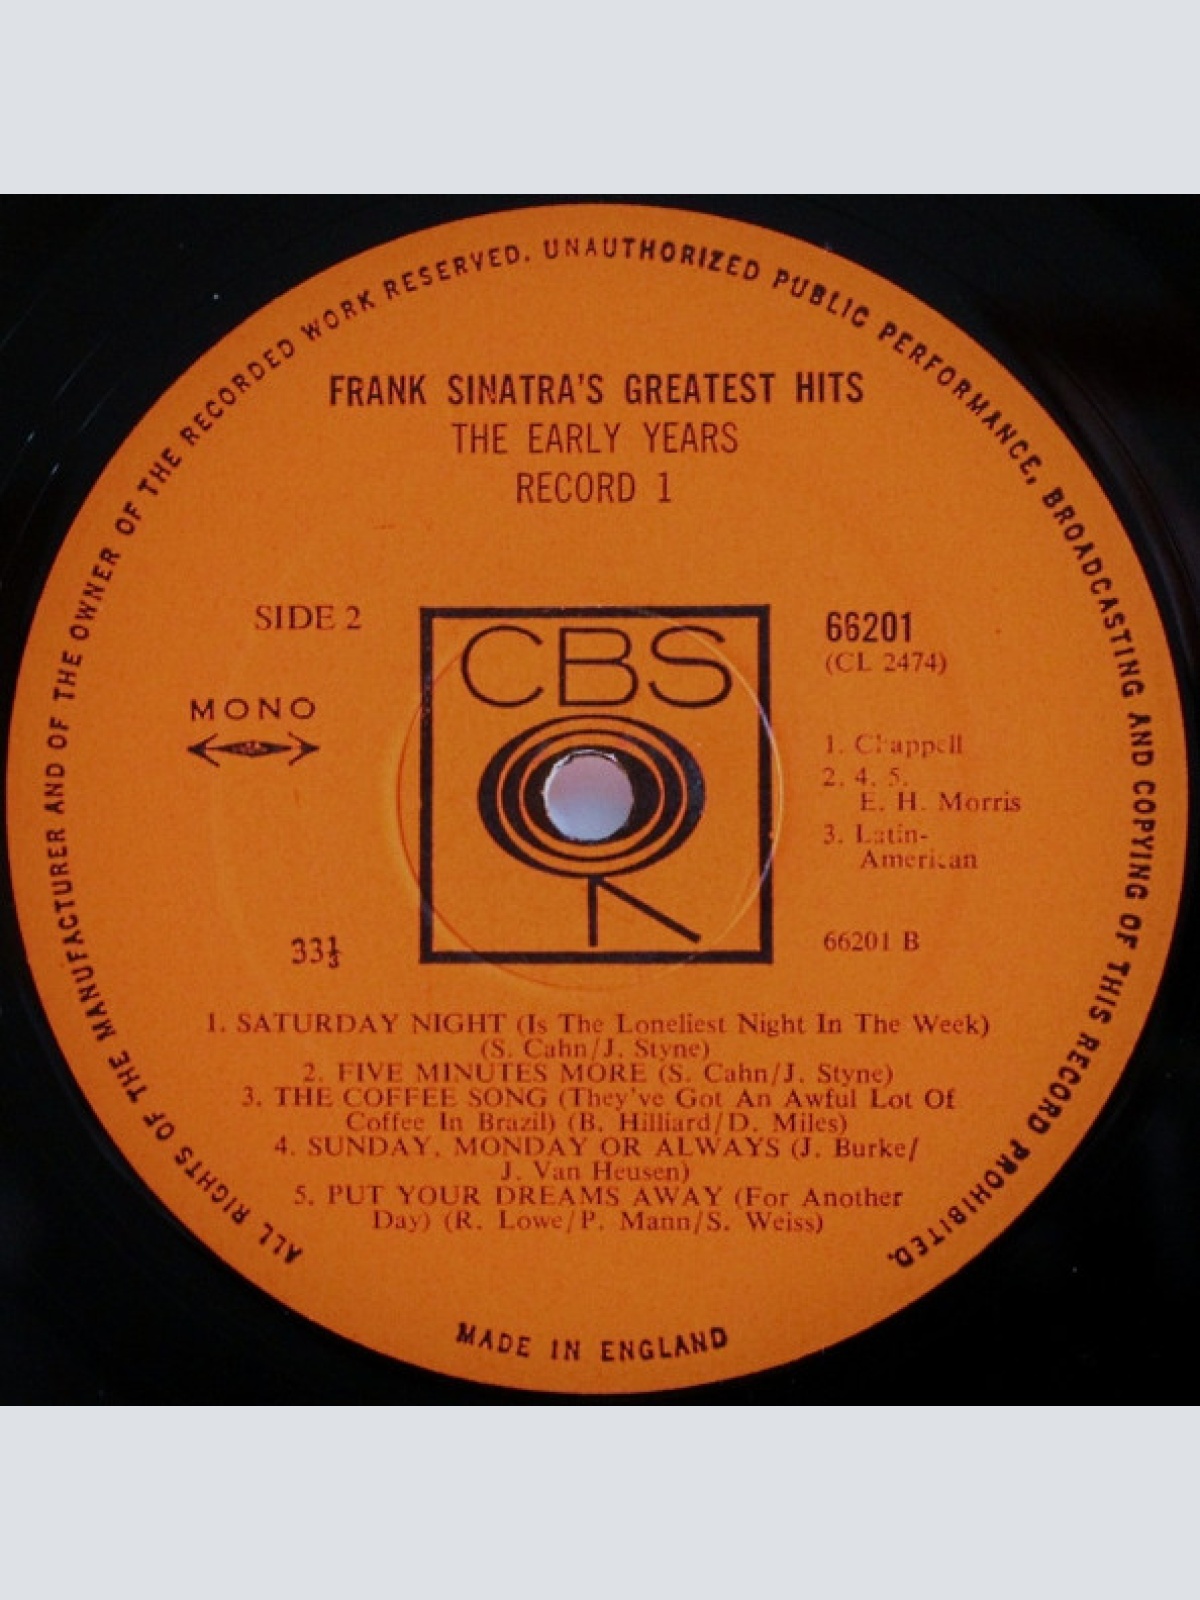 ALL RIGHTS OF THE MANUFACTURER AND OF THE OWNER OF THE RECORDED WORK RESERVED. UNAUTHORIZED PUBLIC PERFORMANCE, BROADCASTING AND COPYING OF THIS RECORD PROHIBITED.
FRANK SINATRA'S GREATEST HITS
THE EARLY YEARS
RECORD 1
SIDE 2
MONO
33⅓
CBS
66201
(CL 2474)
1. Chappell
2. 4. 5.
E. H. Morris
3. Latin-
American
66201 B
1. SATURDAY NIGHT (Is The Loneliest Night In The Week)
(S. Cahn/J. Styne)
2. FIVE MINUTES MORE (S. Cahn/J. Styne)
3. THE COFFEE SONG (They've Got An Awful Lot Of
Coffee In Brazil) (B. Hilliard/D. Miles)
4. SUNDAY, MONDAY OR ALWAYS (J. Burke/
J. Van Heusen)
5. PUT YOUR DREAMS AWAY (For Another
Day) (R. Lowe/P. Mann/S. Weiss)
MADE IN ENGLAND